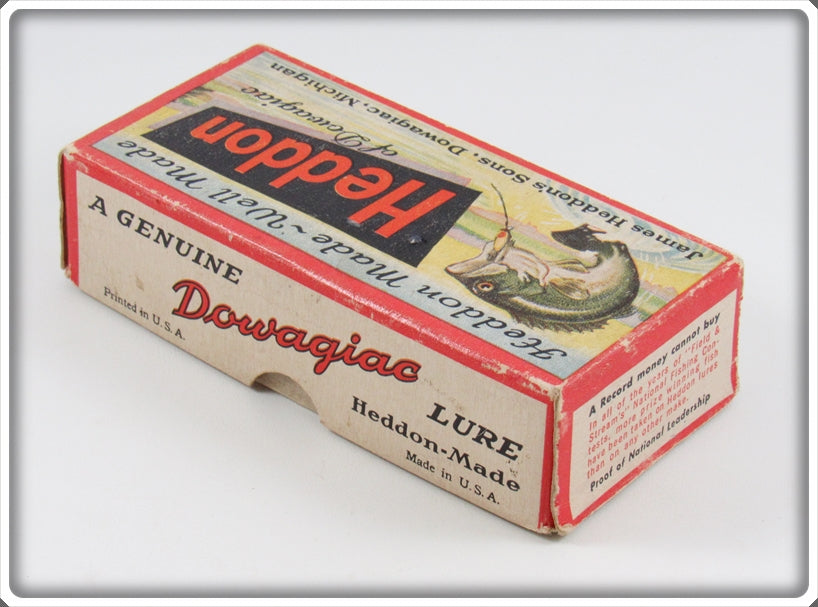 Heddon Made ~ Well Made
Heddon
of Dowagiac
James Heddon's Sons, Dowagiac, Michigan
A GENUINE
Dowagiac
LURE
Printed in U.S.A.
Heddon-Made
Made in U.S.A.
A Record money cannot buy
In all of the years of "Field &
Stream's" National Fishing Con-
tests, more prize winning fish
have been taken on Heddon lures
than on any other make.
Proof of National Leadership